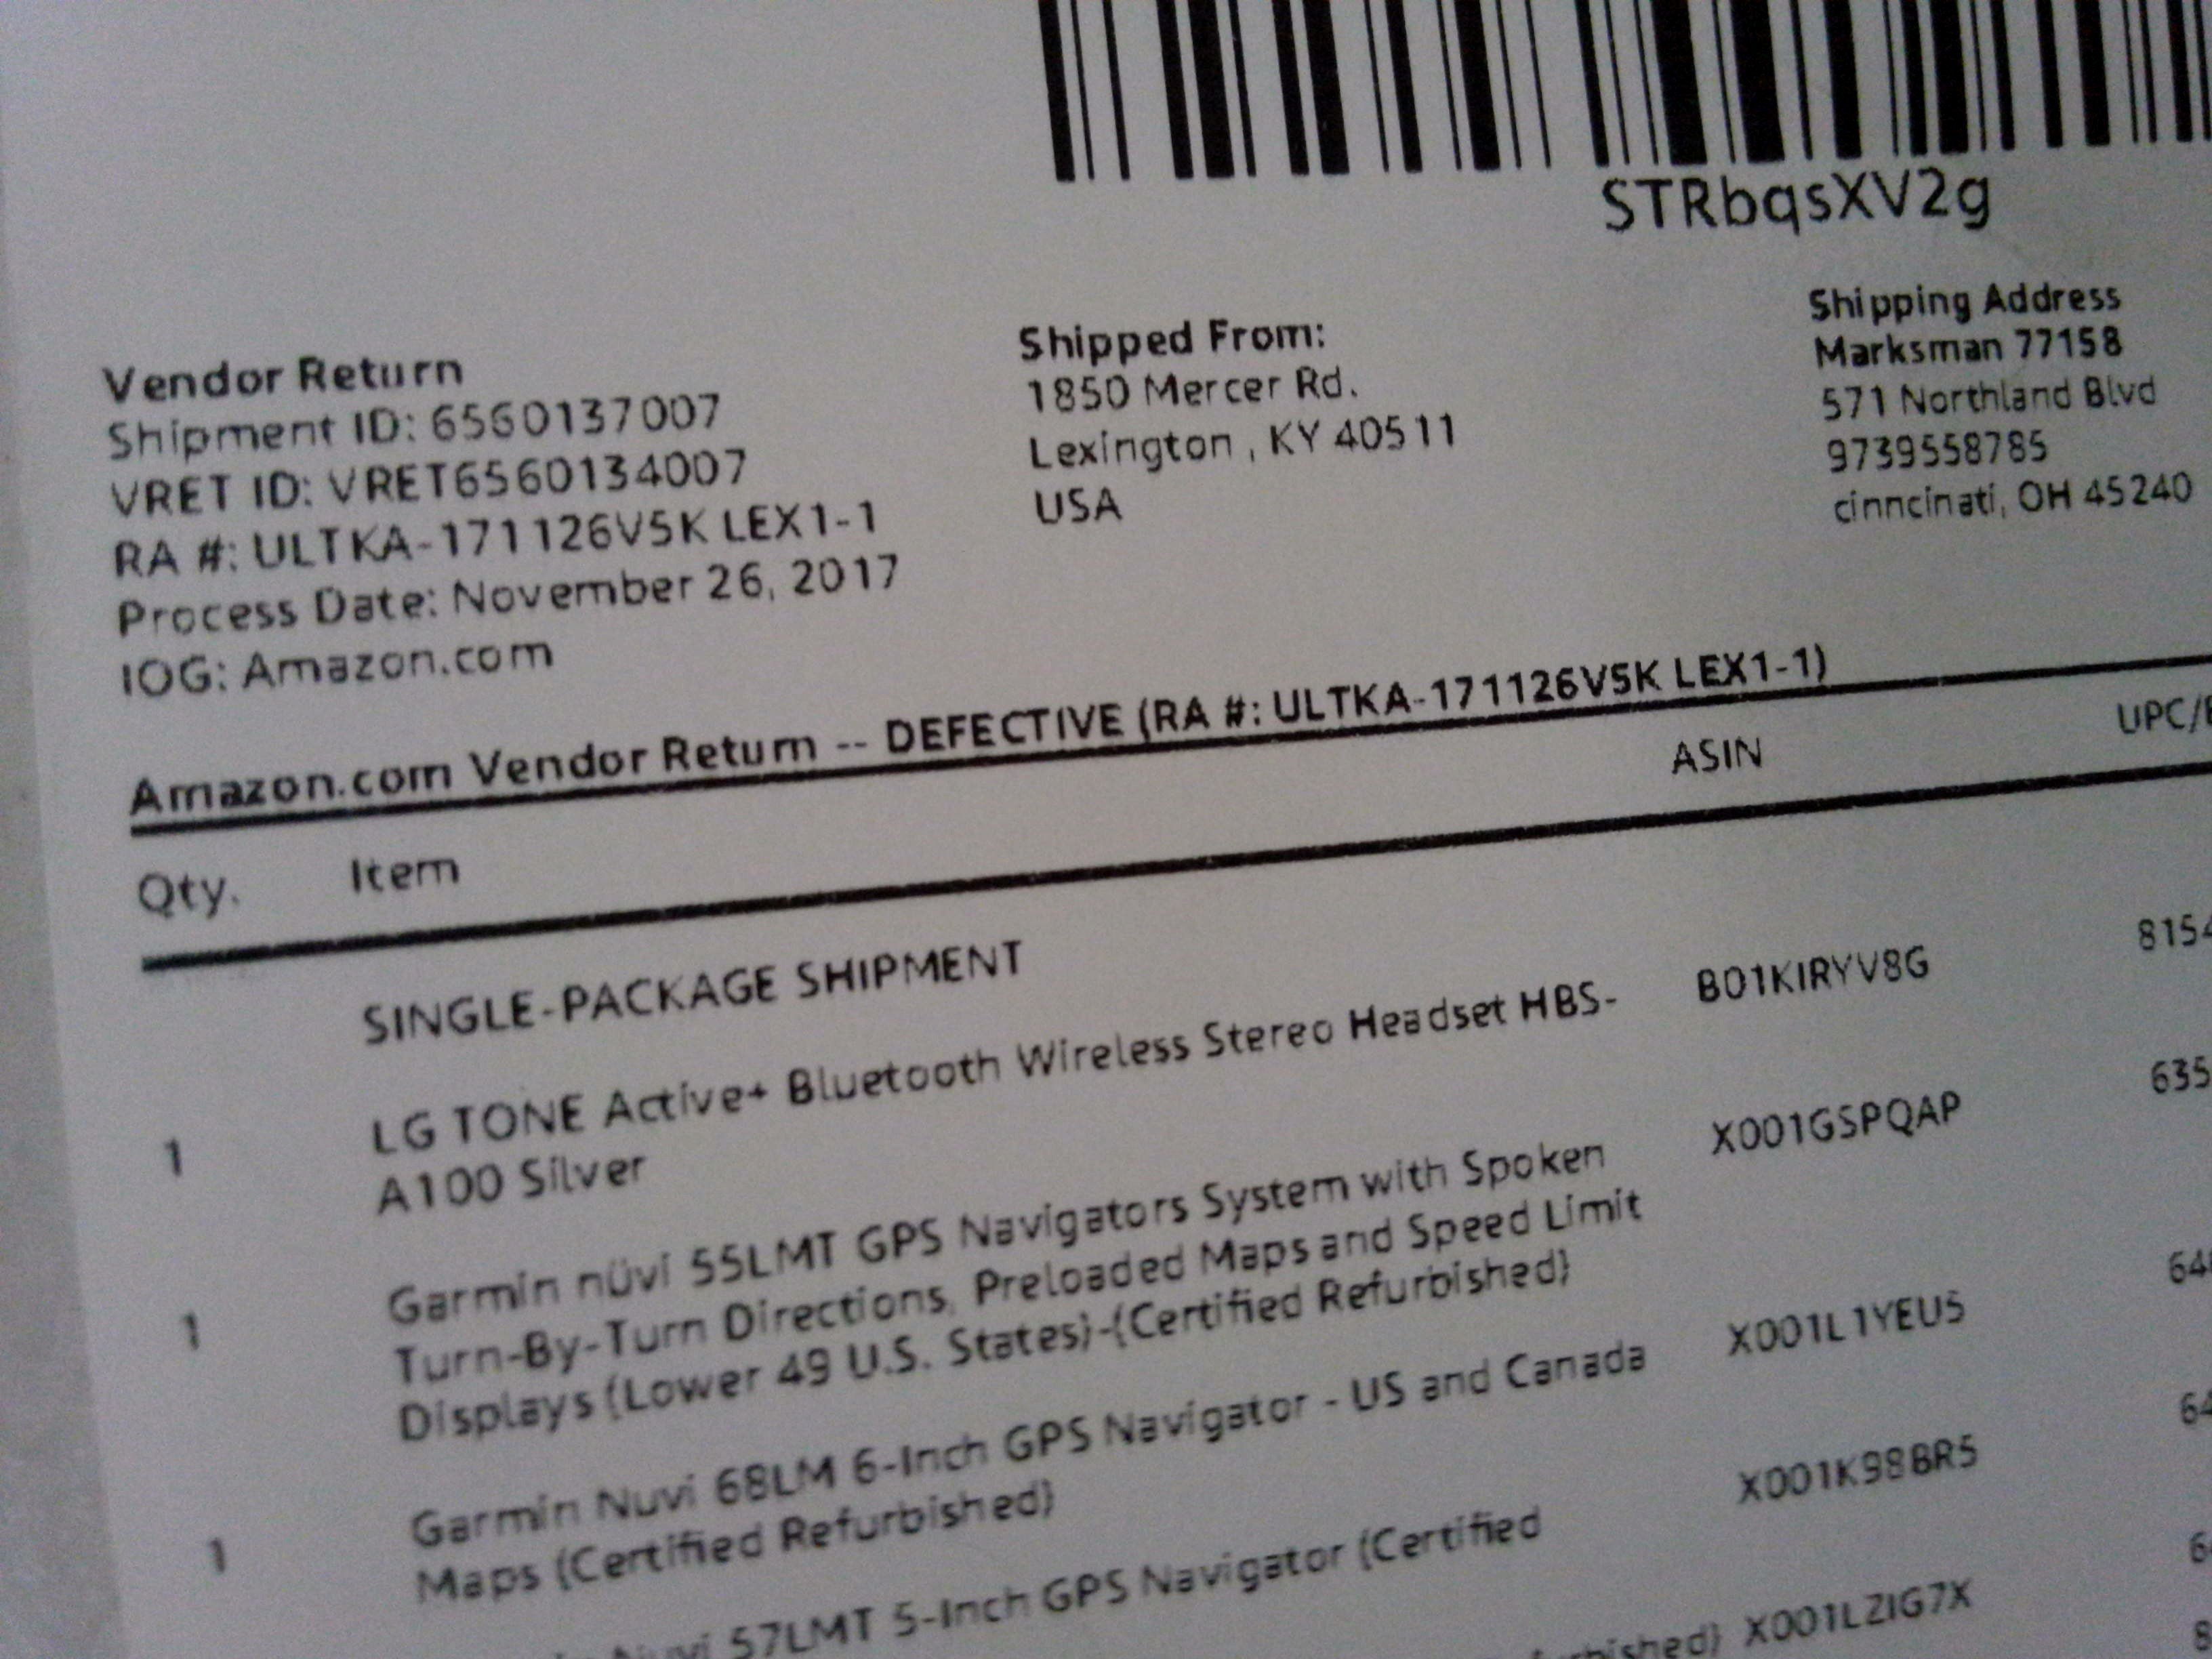 STRbqsXV2g
Vendor Return
Shipment ID: 6560137007
VRET ID: VRET6560134007
RA #: ULTKA-171126V5K LEX1-1
Process Date: November 26, 2017
IOG: Amazon.com
Shipped From:
1850 Mercer Rd.
Lexington , KY 40511
USA
Shipping Address
Marksman 77158
571 Northland Blvd
9739558785
cinncinati, OH 45240
Amazon.com Vendor Return -- DEFECTIVE (RA #: ULTKA-171126V5K LEX1-1)
Qty. Item ASIN UPC/
SINGLE-PACKAGE SHIPMENT
1 LG TONE Active+ Bluetooth Wireless Stereo Headset HBS- B01KIRYV8G 8154
A100 Silver
1 Garmin nüvi 55LMT GPS Navigators System with Spoken X001GSPQAP 635
Turn-By-Turn Directions, Preloaded Maps and Speed Limit
Displays (Lower 49 U.S. States)-(Certified Refurbished)
1 Garmin Nuvi 68LM 6-Inch GPS Navigator - US and Canada X001L1YEU5 64
Maps (Certified Refurbished)
Nuvi 57LMT 5-Inch GPS Navigator (Certified X001K98BR5 64
X001LZIG7X